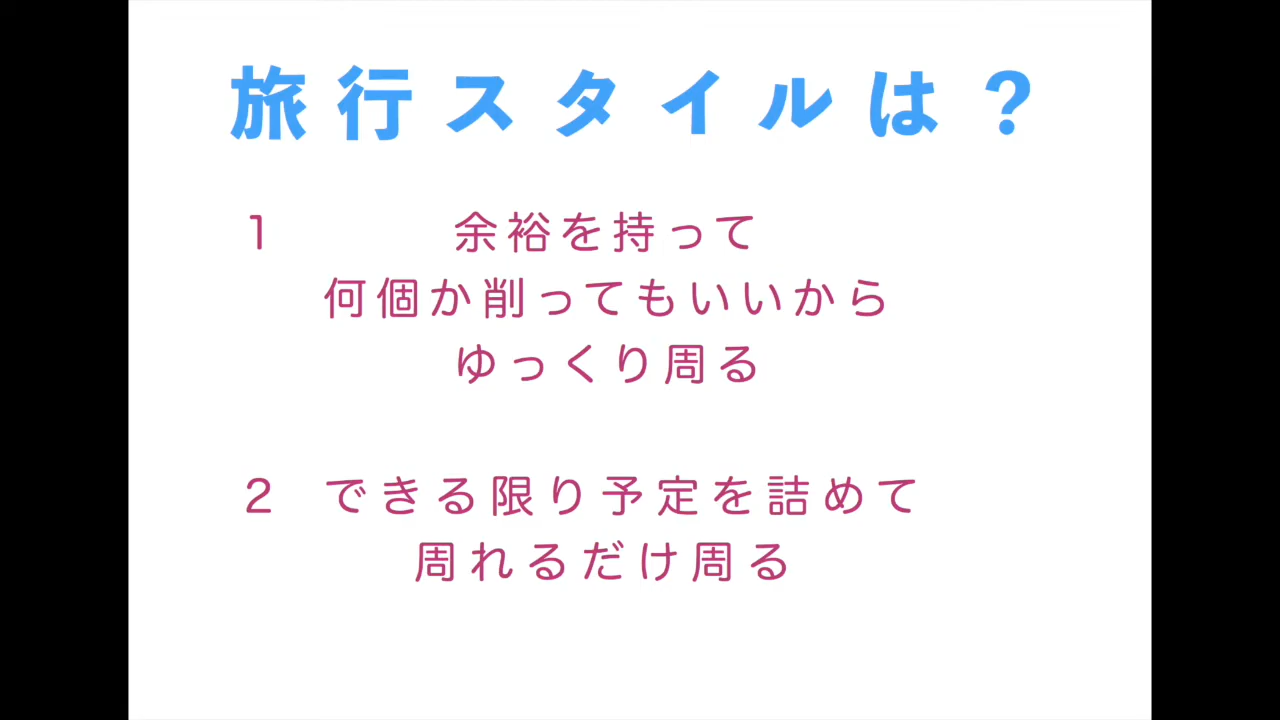 旅行スタイルは？
1 余裕を持って
何個か削ってもいいから
ゆっくり周る
2 できる限り予定を詰めて
周れるだけ周る